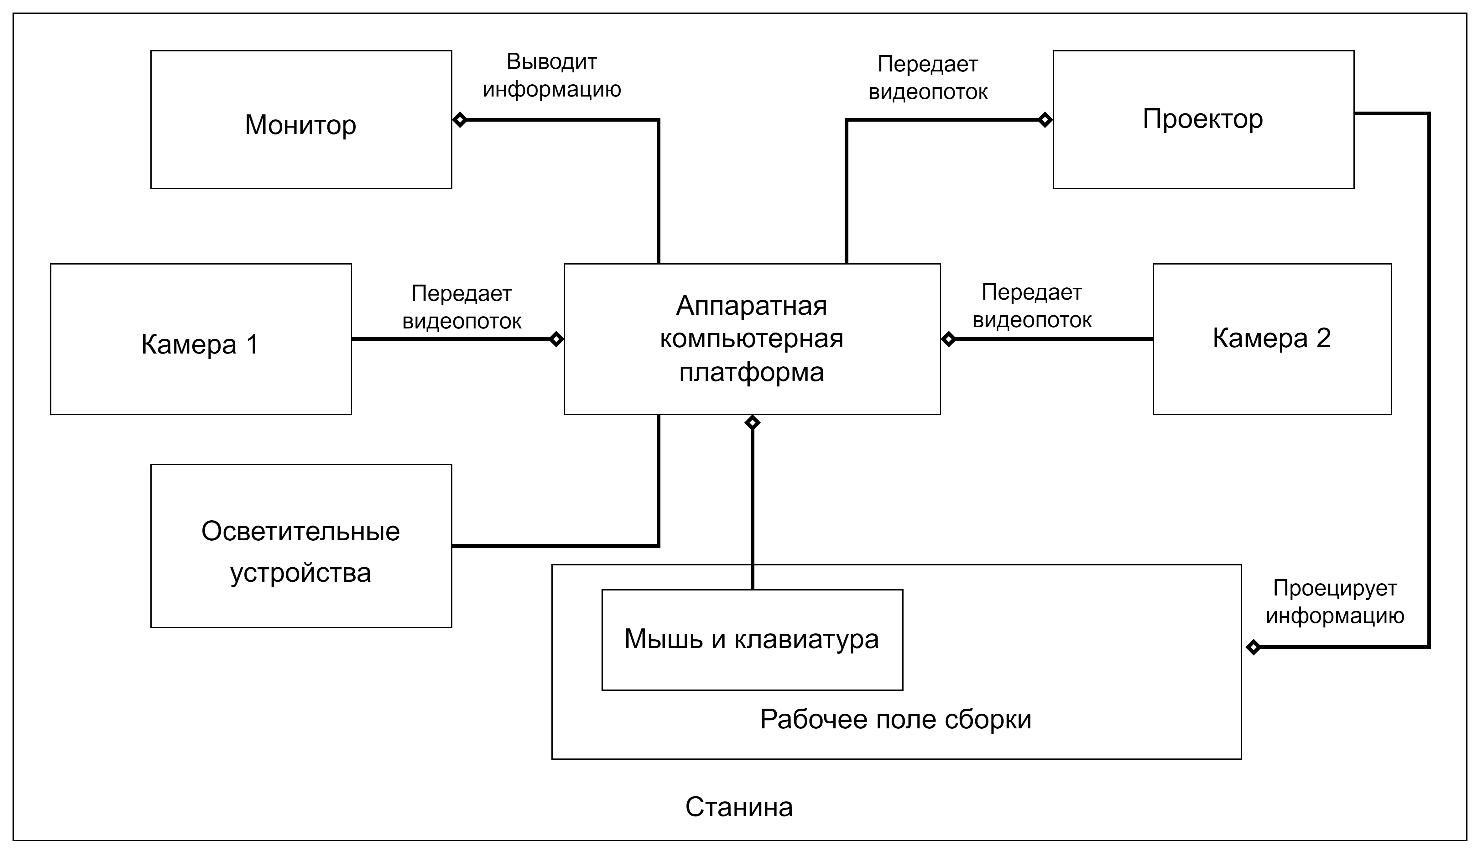 Выводит
информацию
Передает
видеопоток
Монитор
Проектор
Передает
видеопоток
Аппаратная
компьютерная
платформа
Передает
видеопоток
Камера 1
Камера 2
Осветительные
устройства
Проецирует
информацию
Мышь и клавиатура
Рабочее поле сборки
Станина